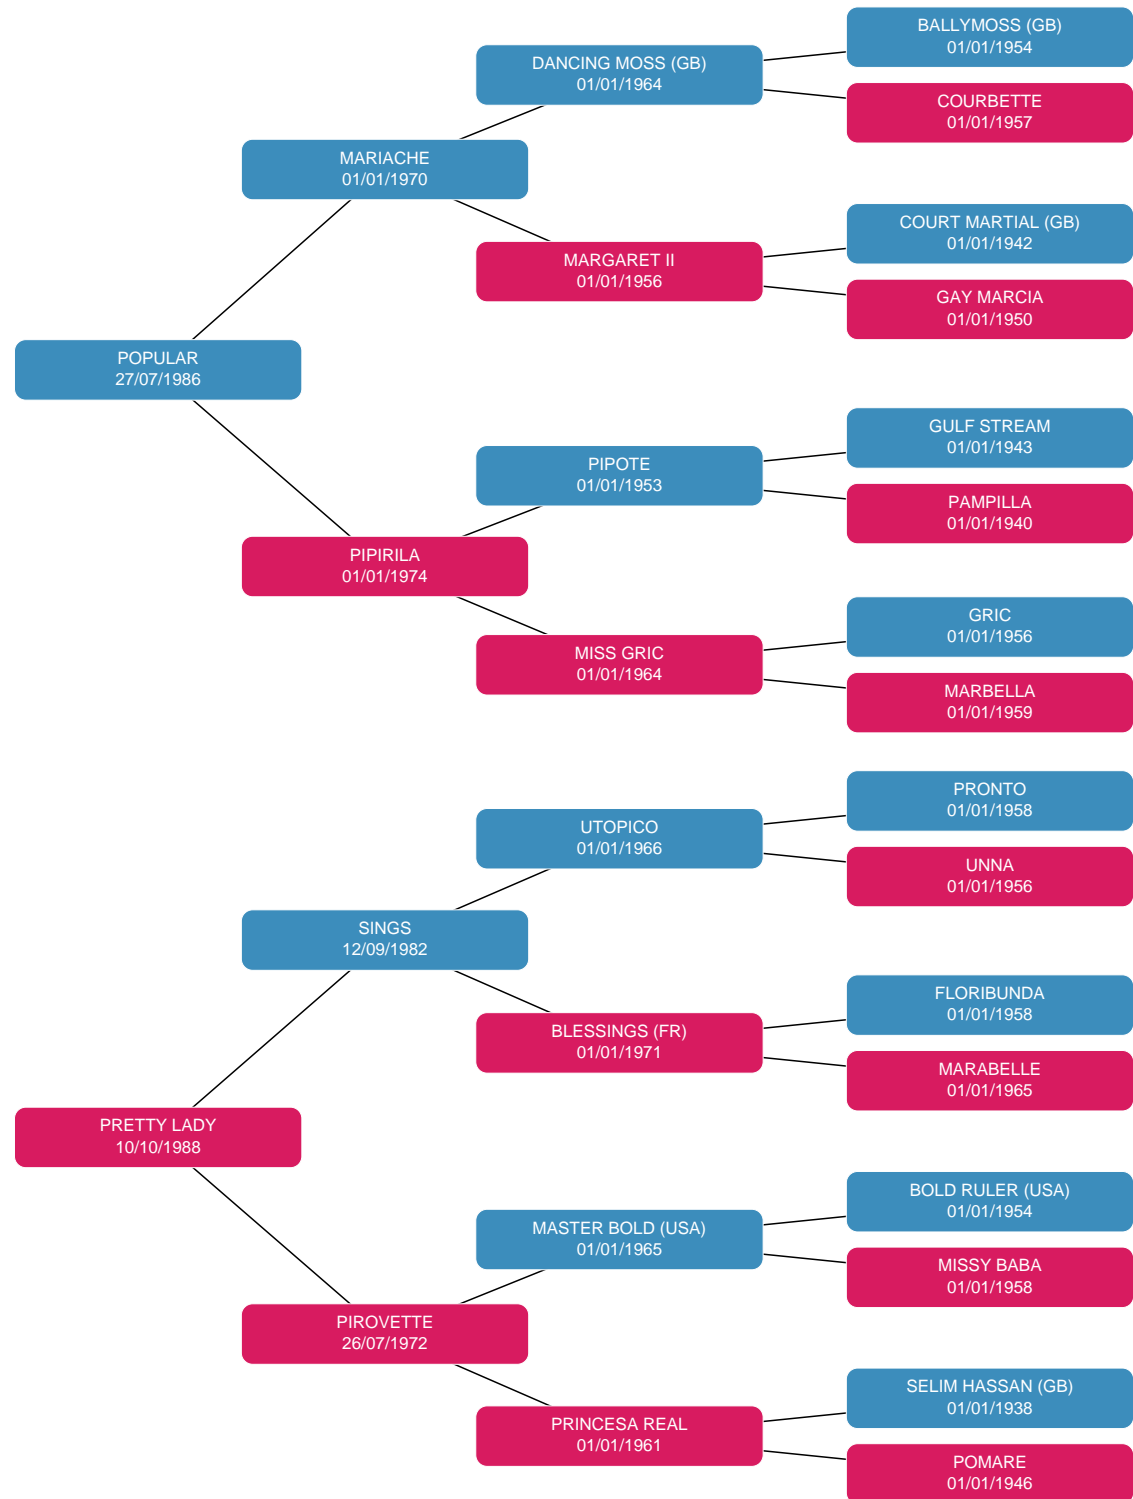 BALLYMOSS (GB)
01/01/1954
DANCING MOSS (GB)
01/01/1964
COURBETTE
01/01/1957
MARIACHE
01/01/1970
COURT MARTIAL (GB)
01/01/1942
MARGARET II
01/01/1956
GAY MARCIA
01/01/1950
POPULAR
27/07/1986
GULF STREAM
01/01/1943
PIPOTE
01/01/1953
PAMPILLA
01/01/1940
PIPIRILA
01/01/1974
GRIC
01/01/1956
MISS GRIC
01/01/1964
MARBELLA
01/01/1959
PRONTO
01/01/1958
UTOPICO
01/01/1966
UNNA
01/01/1956
SINGS
12/09/1982
FLORIBUNDA
01/01/1958
BLESSINGS (FR)
01/01/1971
MARABELLE
01/01/1965
PRETTY LADY
10/10/1988
BOLD RULER (USA)
01/01/1954
MASTER BOLD (USA)
01/01/1965
MISSY BABA
01/01/1958
PIROVETTE
26/07/1972
SELIM HASSAN (GB)
01/01/1938
PRINCESA REAL
01/01/1961
POMARE
01/01/1946